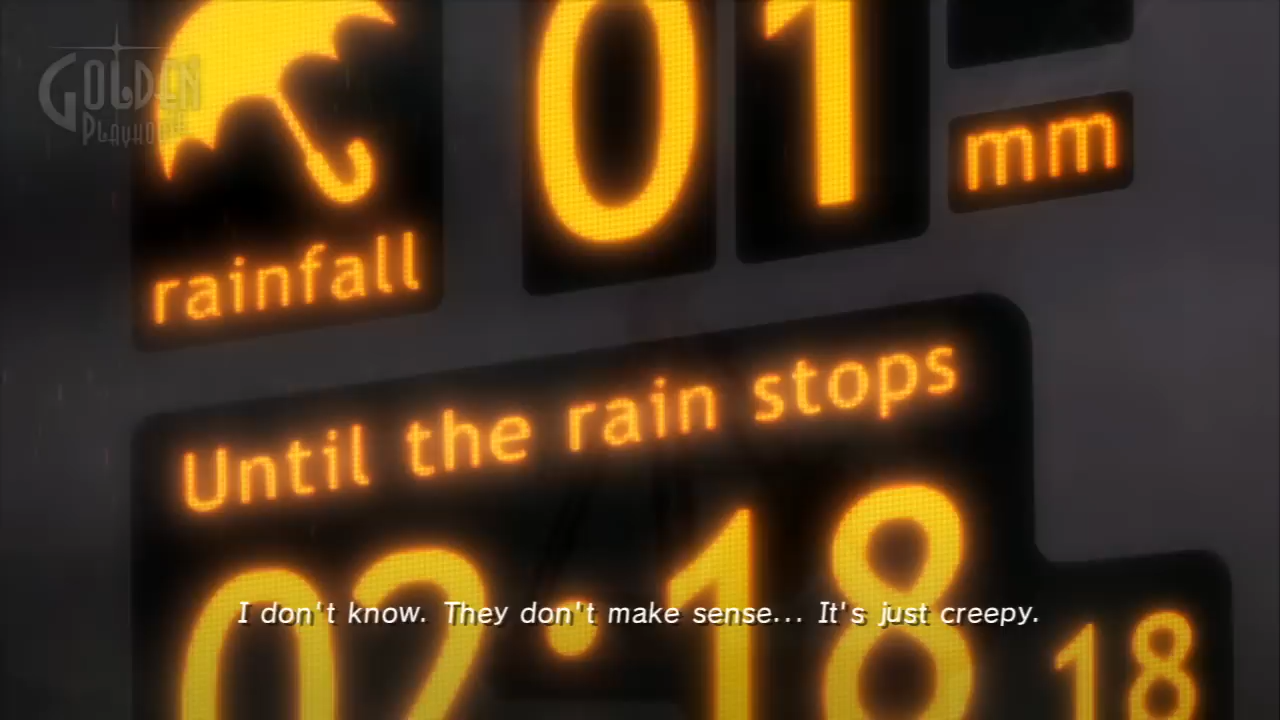 GOLDEN
PLAYHOUSE
01
mm
rainfall
Until the rain stops
02:18
18
I don't know. They don't make sense... It's just creepy.